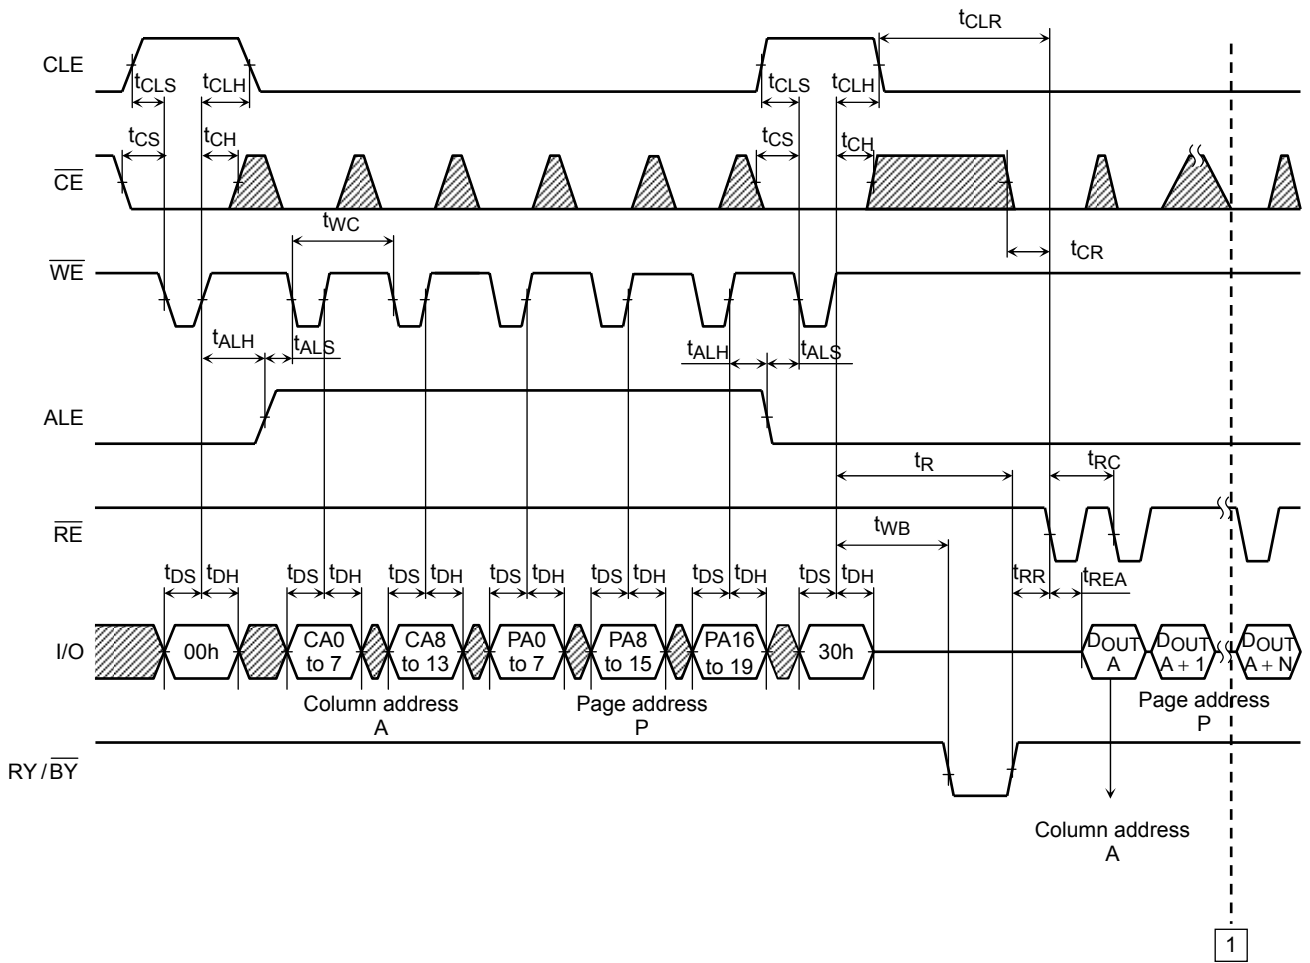 tCLR
CLE
tCLS tCLH tCLS tCLH
tCS tCH tCS tCH
CE
tWC
tCR
WE
tALH tALS tALH tALS
ALE
tR tRC
RE
tWB
tDS tDH tDS tDH tDS tDH tDS tDH tDS tDH tDS tDH tDS tDH tRR tREA
I/O
00h
CA0
to 7
CA8
to 13
PA0
to 7
PA8
to 15
PA16
to 19
30h
DOUT
A
DOUT
A + 1
DOUT
A + N
Column address
A
Page address
P
Page address
P
RY/BY
Column address
A
1